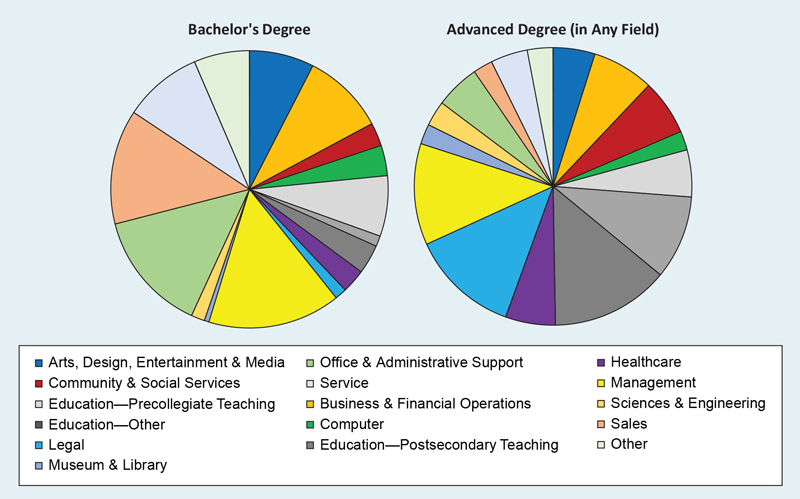 Bachelor's Degree
Advanced Degree (in Any Field)
Arts, Design, Entertainment & Media
Community & Social Services
Education—Precollegiate Teaching
Education—Other
Legal
Museum & Library
Office & Administrative Support
Service
Business & Financial Operations
Computer
Education—Postsecondary Teaching
Healthcare
Management
Sciences & Engineering
Sales
Other